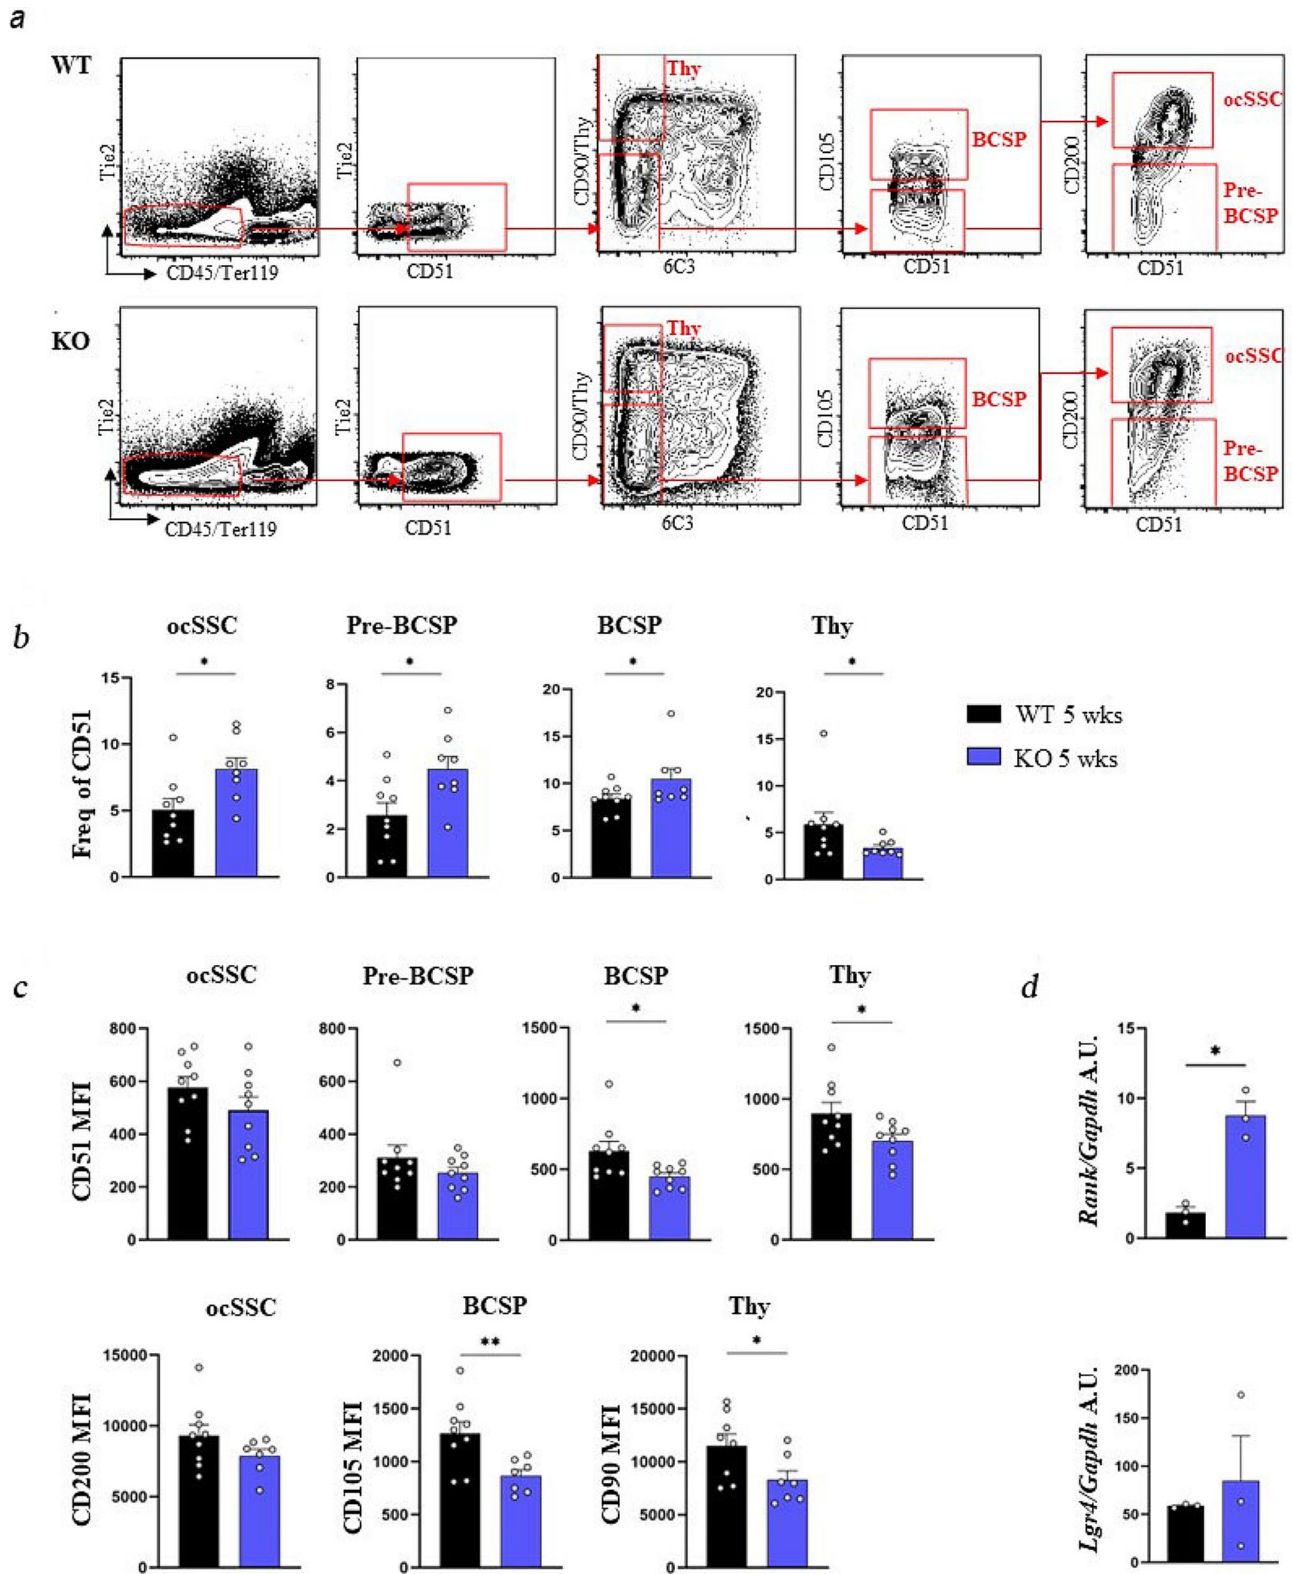 a
WT
Tie2
CD45/Ter119
Tie2
CD51
CD90/Thy
Thy
6C3
CD105
BCSP
CD51
CD200
ocSSC
Pre-
BCSP
CD51
KO
Tie2
CD45/Ter119
Tie2
CD51
CD90/Thy
Thy
6C3
CD105
BCSP
CD51
CD200
ocSSC
Pre-
BCSP
CD51
b
ocSSC
Pre-BCSP
BCSP
Thy
Freq of CD51
15
10
5
0
*
8
6
4
2
0
*
20
15
10
5
0
*
20
15
10
5
0
*
WT 5 wks
KO 5 wks
c
ocSSC
Pre-BCSP
BCSP
Thy
CD51 MFI
800
600
400
200
0
800
600
400
200
0
1500
1000
500
0
*
1500
1000
500
0
*
d
Rank/Gapdh A.U.
15
10
5
0
*
ocSSC
BCSP
Thy
CD200 MFI
15000
10000
5000
0
CD105 MFI
2000
1500
1000
500
0
**
CD90 MFI
20000
15000
10000
5000
0
*
Lgr4/Gapdh A.U.
200
150
100
50
0